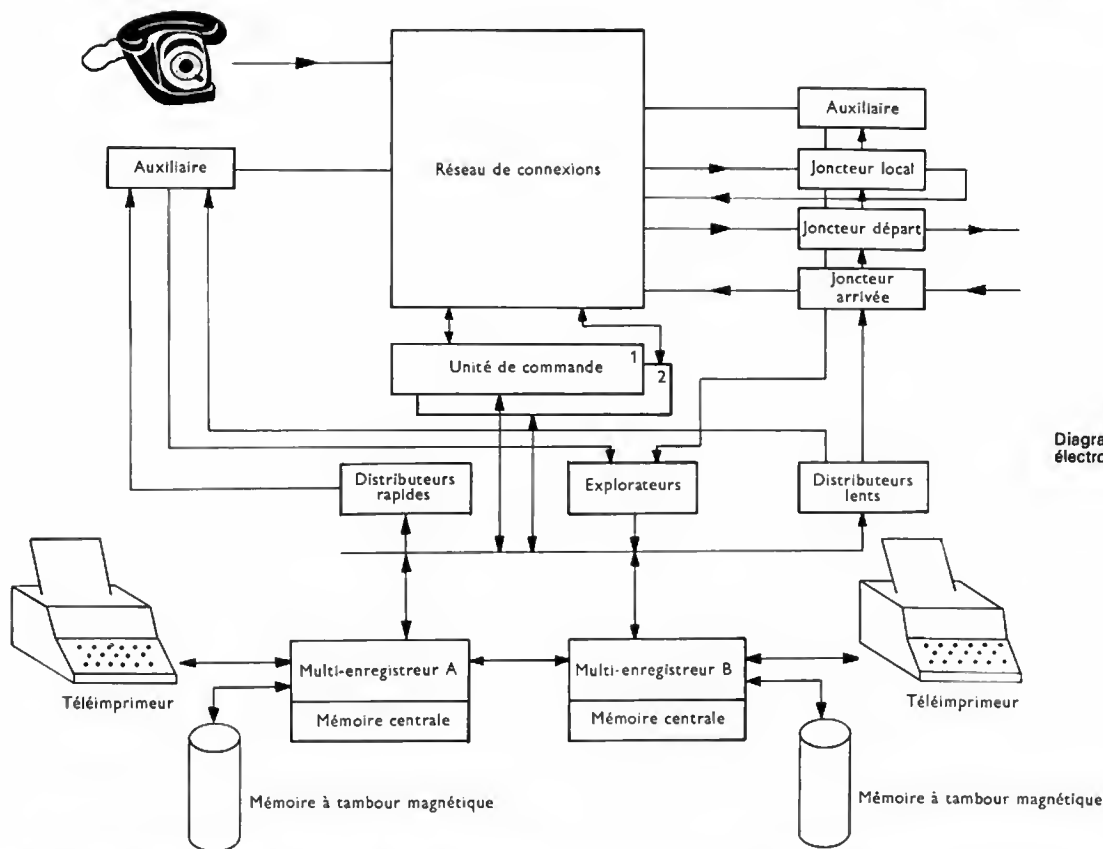 Auxiliaire
Auxiliaire
Réseau de connexions
Joncteur local
Joncteur départ
Joncteur
arrivée
Unité de commande
1
2
Distributeurs
rapides
Explorateurs
Distributeurs
lents
Multi-enregistreur A
Mémoire centrale
Multi-enregistreur B
Mémoire centrale
Téléimprimeur
Téléimprimeur
Mémoire à tambour magnétique
Mémoire à tambour magnétique